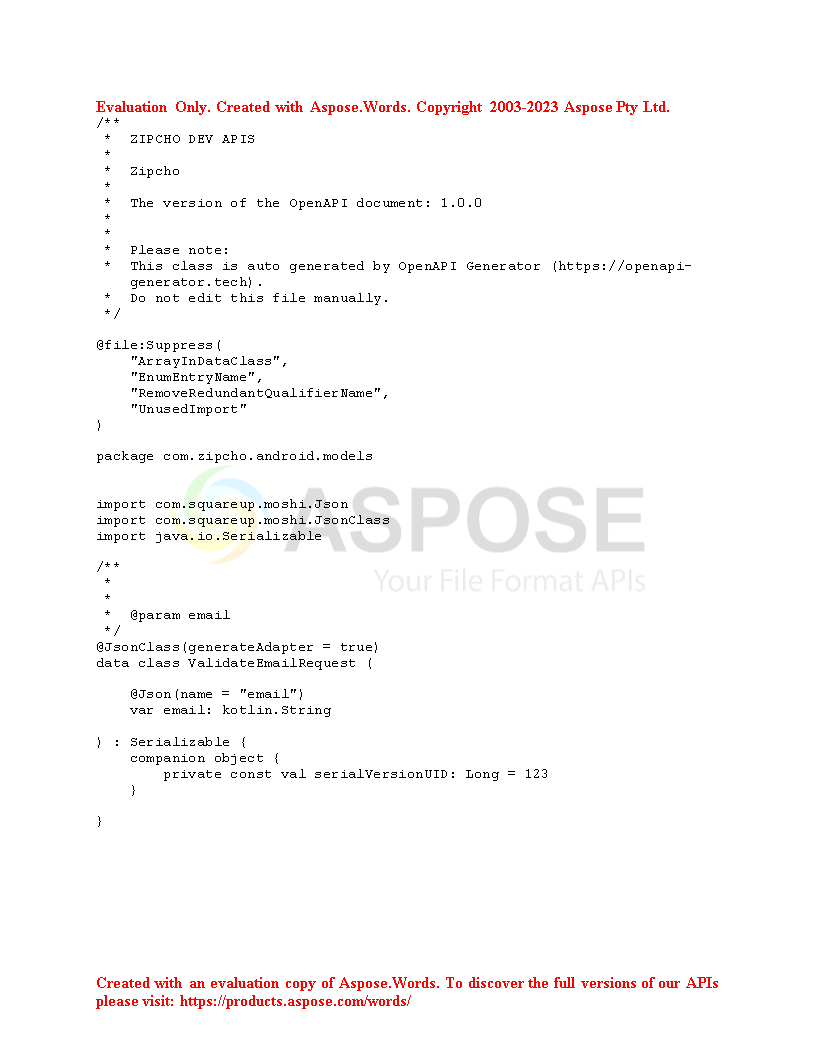 Evaluation Only. Created with Aspose.Words. Copyright 2003-2023 Aspose Pty Ltd.
/**
 *  ZIPCHO DEV APIS
 *
 *  Zipcho
 *
 *  The version of the OpenAPI document: 1.0.0
 *
 *
 *  Please note:
 *  This class is auto generated by OpenAPI Generator (https://openapi-
    generator.tech).
 *  Do not edit this file manually.
 */
@file:Suppress(
    "ArrayInDataClass",
    "EnumEntryName",
    "RemoveRedundantQualifierName",
    "UnusedImport"
)
package com.zipcho.android.models
import com.squareup.moshi.Json
import com.squareup.moshi.JsonClass
import java.io.Serializable
ASPOSE
Your File Format APIs
/**
 *
 *
 *  @param email
 */
@JsonClass(generateAdapter = true)
data class ValidateEmailRequest (
    @Json(name = "email")
    var email: kotlin.String
) : Serializable {
    companion object {
        private const val serialVersionUID: Long = 123
    }
}
Created with an evaluation copy of Aspose.Words. To discover the full versions of our APIs
please visit: https://products.aspose.com/words/